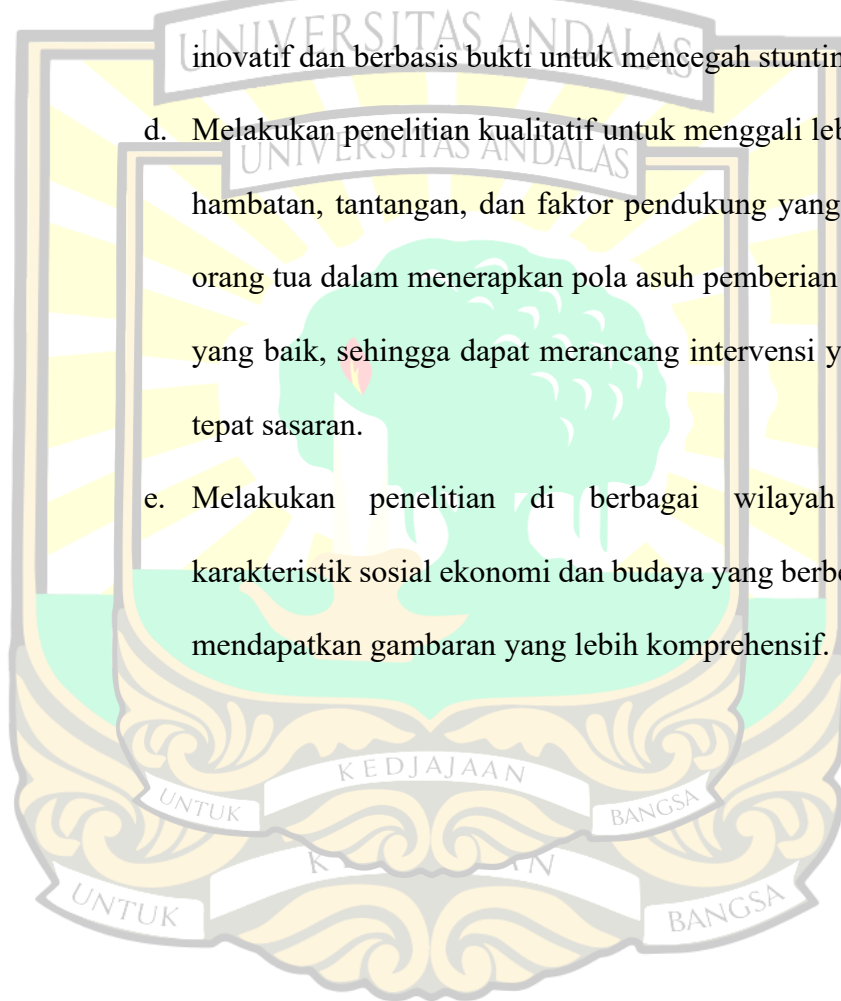 UNIVERSITAS ANDALAS
inovatif dan berbasis bukti untuk mencegah
d. Melakukan penelitian kualitatif untuk menggali
UNIVERSITAS ANDALAS
hambatan, tantangan, dan faktor pendukung yang
orang tua dalam menerapkan pola asuh pemberian
yang baik, sehingga dapat merancang intervensi
tepat sasaran.
e. Melakukan penelitian di berbagai wilayah
karakteristik sosial ekonomi dan budaya yang
mendapatkan gambaran yang lebih komprehensif.
KEDJAJAAN
UNTUK BANGSA
UNTUK BANGSA